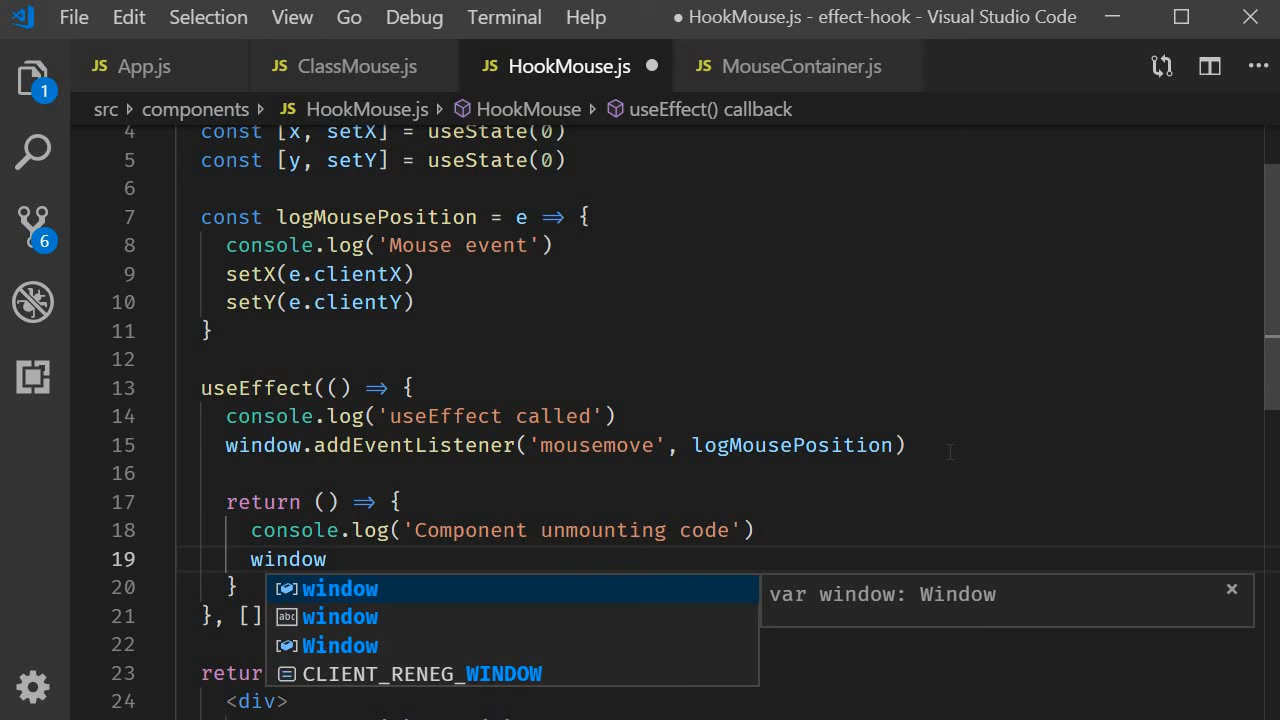 File Edit Selection View Go Debug Terminal Help ● HookMouse.js - effect-hook - Visual Studio Code
JS App.js JS ClassMouse.js JS HookMouse.js ● JS MouseContainer.js
src > components > JS HookMouse.js > HookMouse > useEffect() callback
1
6
4 const [x, setX] = useState(0)
5 const [y, setY] = useState(0)
6
7 const logMousePosition = e ⇒ {
8 console.log('Mouse event')
9 setX(e.clientX)
10 setY(e.clientY)
11 }
12
13 useEffect(() ⇒ {
14 console.log('useEffect called')
15 window.addEventListener('mousemove', logMousePosition)
16
17 return () ⇒ {
18 console.log('Component unmounting code')
19 window
20 }
window var window: Window ×
21 }, []
abc window
22
Window
23 retur
CLIENT_RENEG_WINDOW
24 <div>